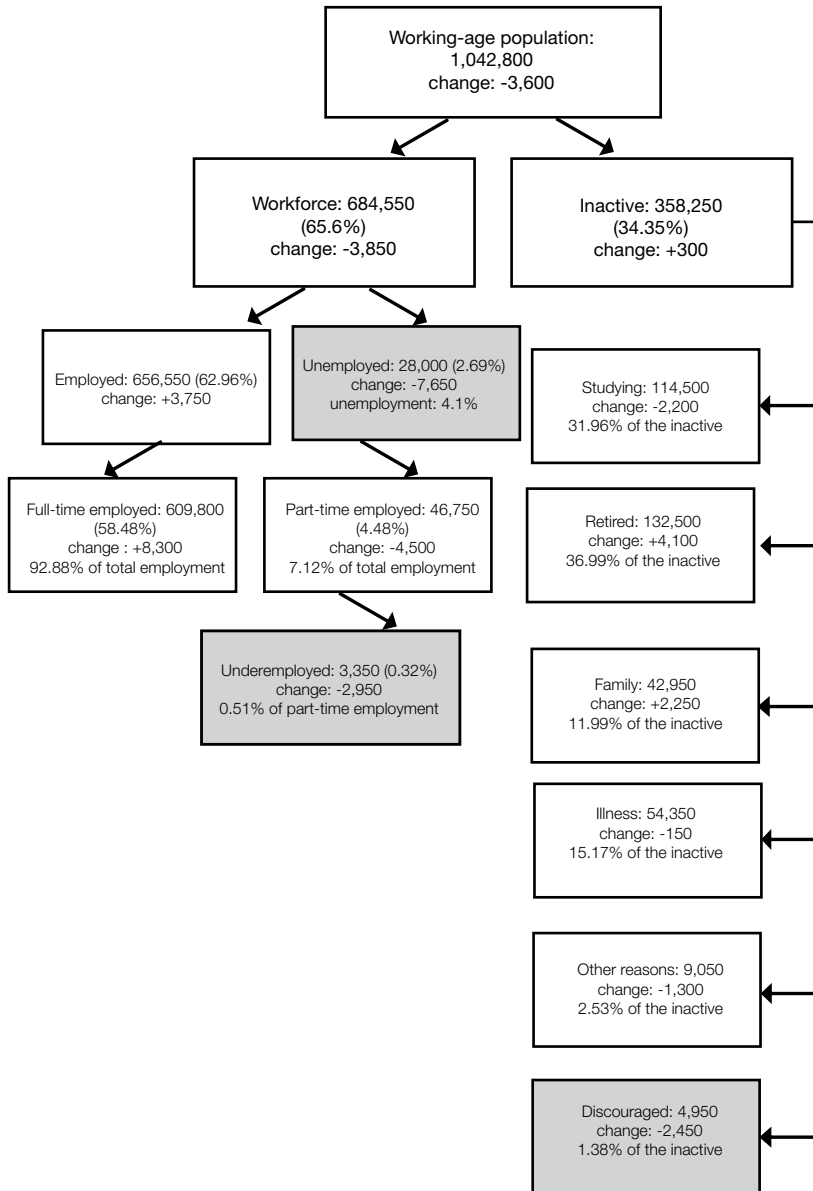 Working-age population:
1,042,800
change: -3,600
Workforce: 684,550
(65.6%)
change: -3,850
Inactive: 358,250
(34.35%)
change: +300
Employed: 656,550 (62.96%)
change: +3,750
Unemployed: 28,000 (2.69%)
change: -7,650
unemployment: 4.1%
Studying: 114,500
change: -2,200
31.96% of the inactive
Full-time employed: 609,800
(58.48%)
change : +8,300
92.88% of total employment
Part-time employed: 46,750
(4.48%)
change: -4,500
7.12% of total employment
Retired: 132,500
change: +4,100
36.99% of the inactive
Underemployed: 3,350 (0.32%)
change: -2,950
0.51% of part-time employment
Family: 42,950
change: +2,250
11.99% of the inactive
Illness: 54,350
change: -150
15.17% of the inactive
Other reasons: 9,050
change: -1,300
2.53% of the inactive
Discouraged: 4,950
change: -2,450
1.38% of the inactive